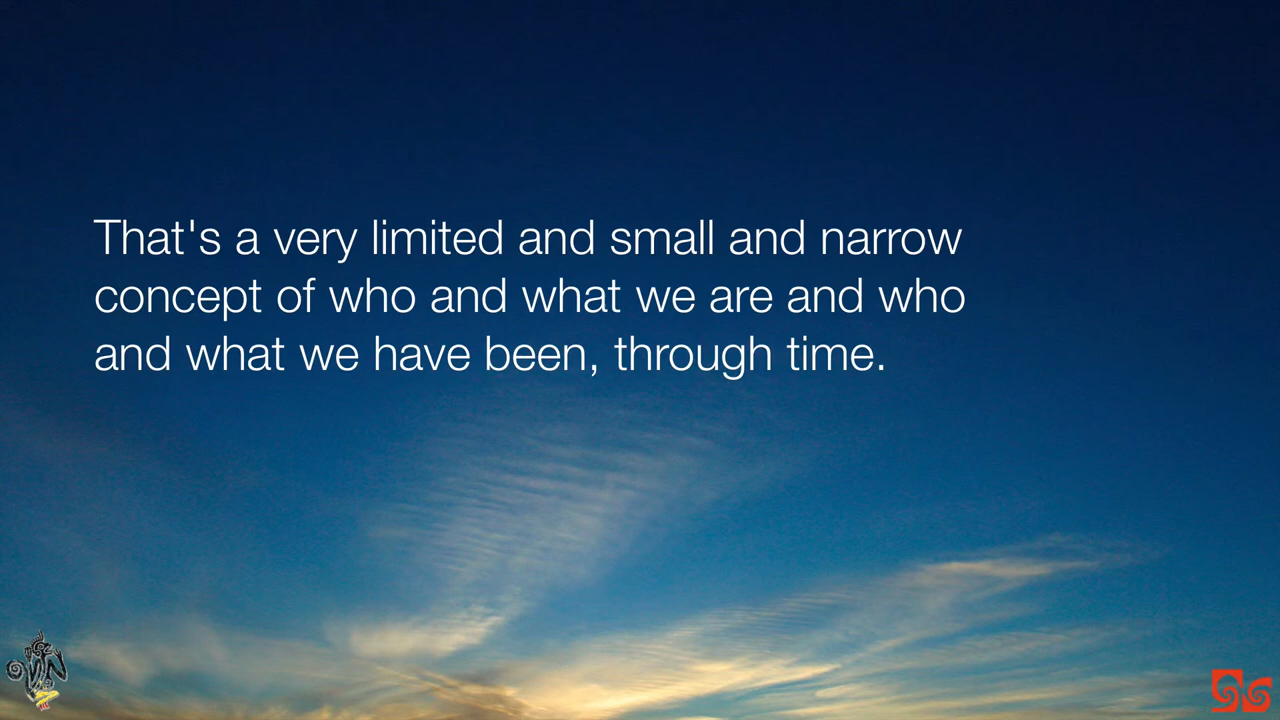 That's a very limited and small and narrow
concept of who and what we are and who
and what we have been, through time.